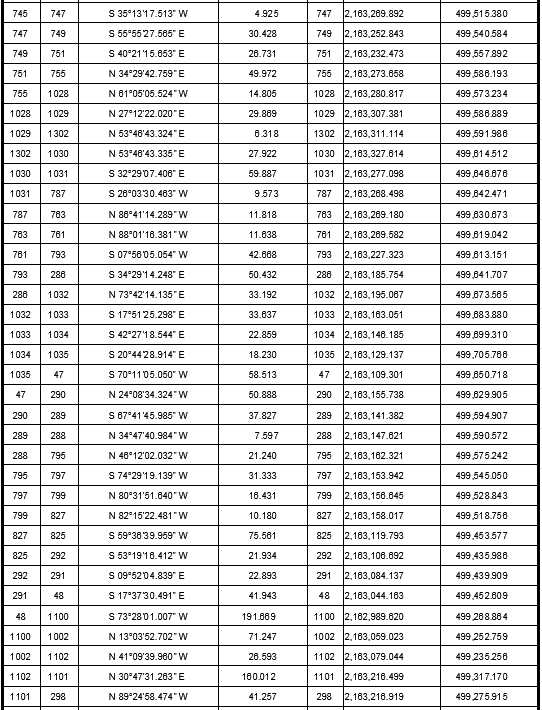 745 747 S 35°13'17.513" W 4.925 747 2,163,269.892 499,515.380
747 749 S 55°55'27.565" E 30.428 749 2,163,252.843 499,540.584
749 751 S 40°21'15.653" E 26.731 751 2,163,232.473 499,557.892
751 755 N 34°29'42.759" E 49.972 755 2,163,273.658 499,586.193
755 1028 N 61°05'05.524" W 14.805 1028 2,163,280.817 499,573.234
1028 1029 N 27°12'22.020" E 29.869 1029 2,163,307.381 499,586.889
1029 1302 N 53°46'43.324" E 6.318 1302 2,163,311.114 499,591.986
1302 1030 N 53°46'43.335" E 27.922 1030 2,163,327.614 499,614.512
1030 1031 S 32°29'07.406" E 59.887 1031 2,163,277.098 499,646.676
1031 787 S 26°03'30.463" W 9.573 787 2,163,268.498 499,642.471
787 763 N 86°41'14.289" W 11.818 763 2,163,269.180 499,630.673
763 761 N 88°01'16.381" W 11.638 761 2,163,269.582 499,619.042
761 793 S 07°56'05.054" W 42.668 793 2,163,227.323 499,613.151
793 286 S 34°29'14.248" E 50.432 286 2,163,185.754 499,641.707
286 1032 N 73°42'14.135" E 33.192 1032 2,163,195.067 499,673.565
1032 1033 S 17°51'25.298" E 33.637 1033 2,163,163.051 499,683.880
1033 1034 S 42°27'18.544" E 22.859 1034 2,163,146.185 499,699.310
1034 1035 S 20°44'28.914" E 18.230 1035 2,163,129.137 499,705.766
1035 47 S 70°11'05.050" W 58.513 47 2,163,109.301 499,650.718
47 290 N 24°08'34.324" W 50.888 290 2,163,155.738 499,629.905
290 289 S 67°41'45.985" W 37.827 289 2,163,141.382 499,594.907
289 288 N 34°47'40.984" W 7.597 288 2,163,147.621 499,590.572
288 795 N 46°12'02.032" W 21.240 795 2,163,162.321 499,575.242
795 797 S 74°29'19.139" W 31.333 797 2,163,153.942 499,545.050
797 799 N 80°31'51.640" W 16.431 799 2,163,156.645 499,528.843
799 827 N 82°15'22.481" W 10.180 827 2,163,158.017 499,518.756
827 825 S 59°36'39.959" W 75.561 825 2,163,119.793 499,453.577
825 292 S 53°19'16.412" W 21.934 292 2,163,106.692 499,435.986
292 291 S 09°52'04.839" E 22.893 291 2,163,084.137 499,439.909
291 48 S 17°37'30.491" E 41.943 48 2,163,044.163 499,452.609
48 1100 S 73°28'01.007" W 191.669 1100 2,162,989.620 499,268.864
1100 1002 N 13°03'52.702" W 71.247 1002 2,163,059.023 499,252.759
1002 1102 N 41°09'39.960" W 26.593 1102 2,163,079.044 499,235.256
1102 1101 N 30°47'31.263" E 160.012 1101 2,163,216.499 499,317.170
1101 298 N 89°24'58.474" W 41.257 298 2,163,216.919 499,275.915